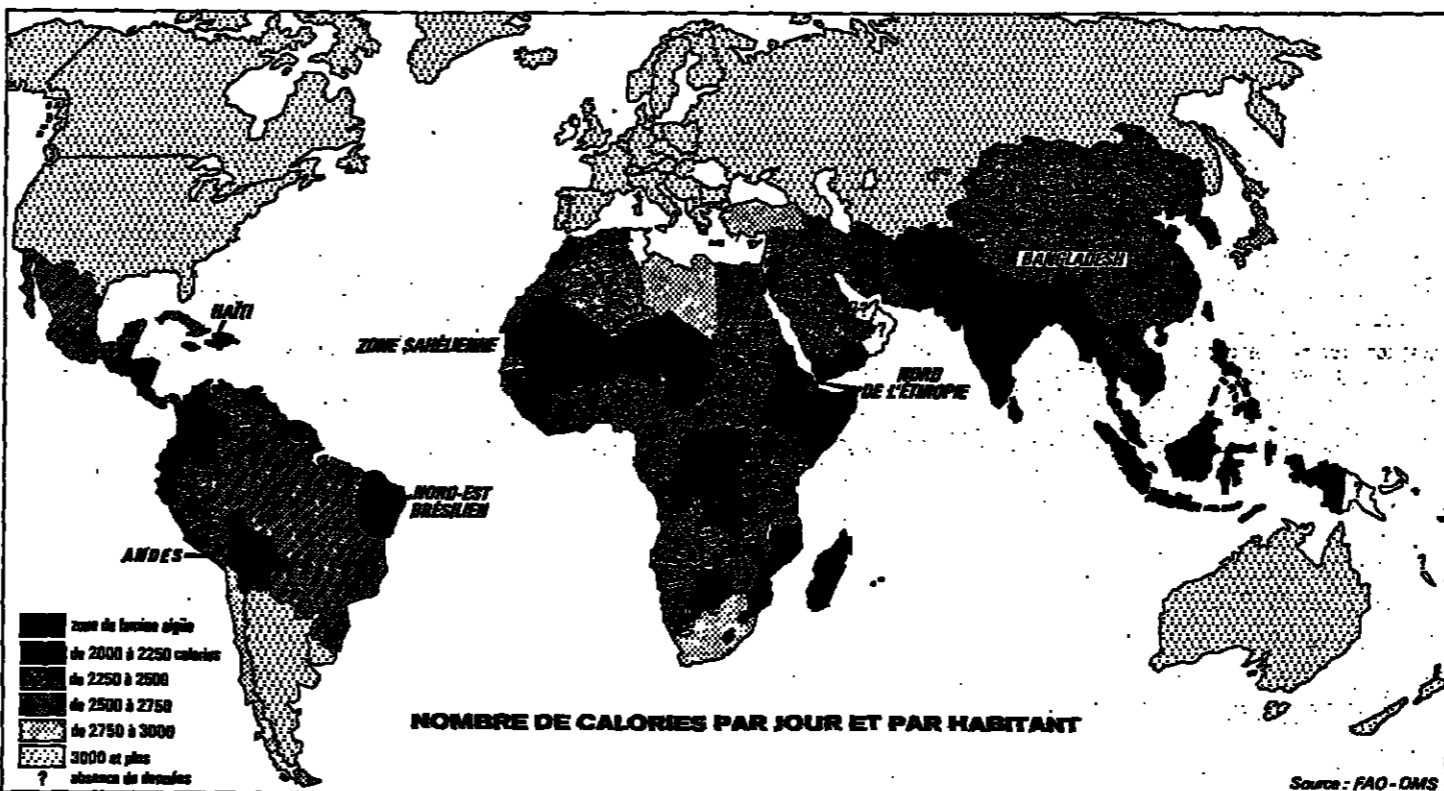 HAÏTI
ZONE SAHÉLIENNE
BANGLADESH
NORD
DE L'ÉTHIOPIE
NORD-EST
BRÉSILIEN
ANDES
zone de famine aigüe
de 2000 à 2250 calories
de 2250 à 2500
de 2500 à 2750
de 2750 à 3000
3000 et plus
? absence de données
NOMBRE DE CALORIES PAR JOUR ET PAR HABITANT
Source : FAO - OMS